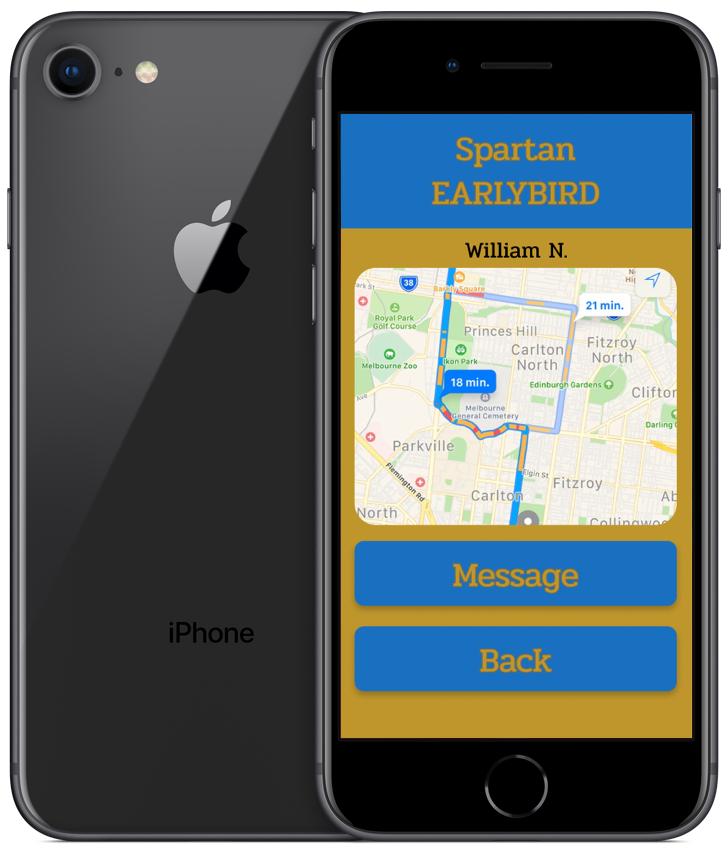 iPhone
Spartan
EARLYBIRD
William N.
38
Barkly Square
21 min.
Royal Park
Golf Course
Princes Hill
Melbourne Zoo
Ikon Park
Carlton
North
Fitzroy
North
18 min.
Edinburgh Gardens
Clifton
Melbourne
General Cemetery
Darling G
Parkville
Flemington Rd
Elgin St
Fitzroy
Carlton
Ab
North
Collingwoo
Message
Back